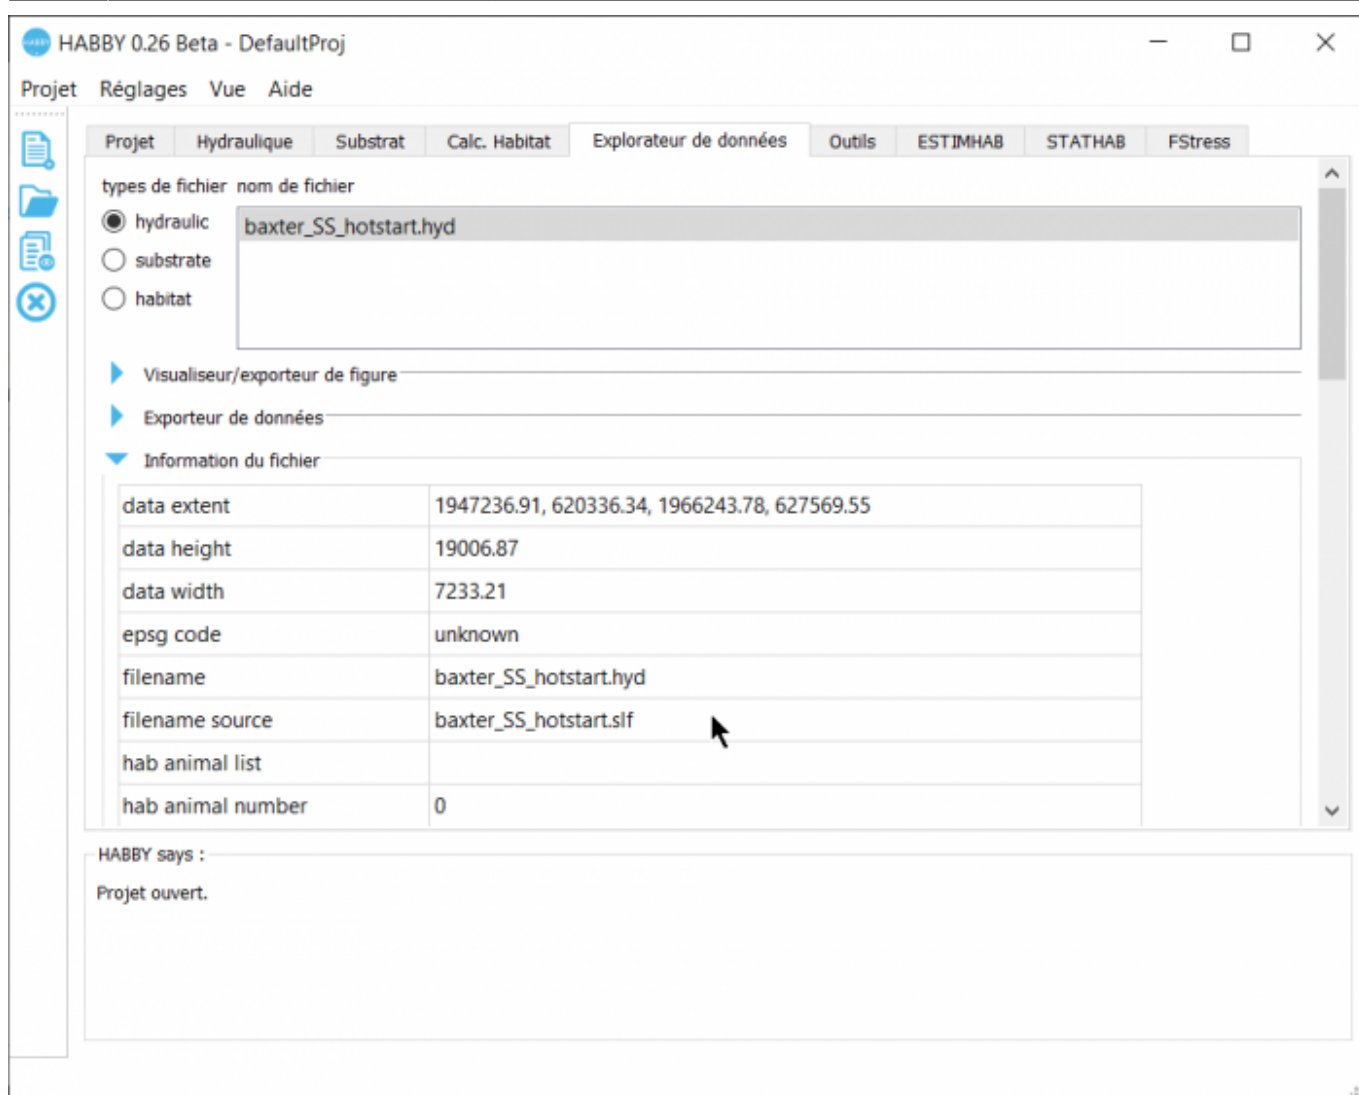 HABBY 0.26 Beta - DefaultProj
Projet Réglages Vue Aide
Projet Hydraulique Substrat Calc. Habitat Explorateur de données Outils ESTIMHAB STATHAB FStress
types de fichier nom de fichier
hydraulic baxter_SS_hotstart.hyd
substrate
habitat
Visualiseur/exporteur de figure
Exporteur de données
Information du fichier
data extent 1947236.91, 620336.34, 1966243.78, 627569.55
data height 19006.87
data width 7233.21
epsg code unknown
filename baxter_SS_hotstart.hyd
filename source baxter_SS_hotstart.slf
hab animal list
hab animal number 0
HABBY says :
Projet ouvert.